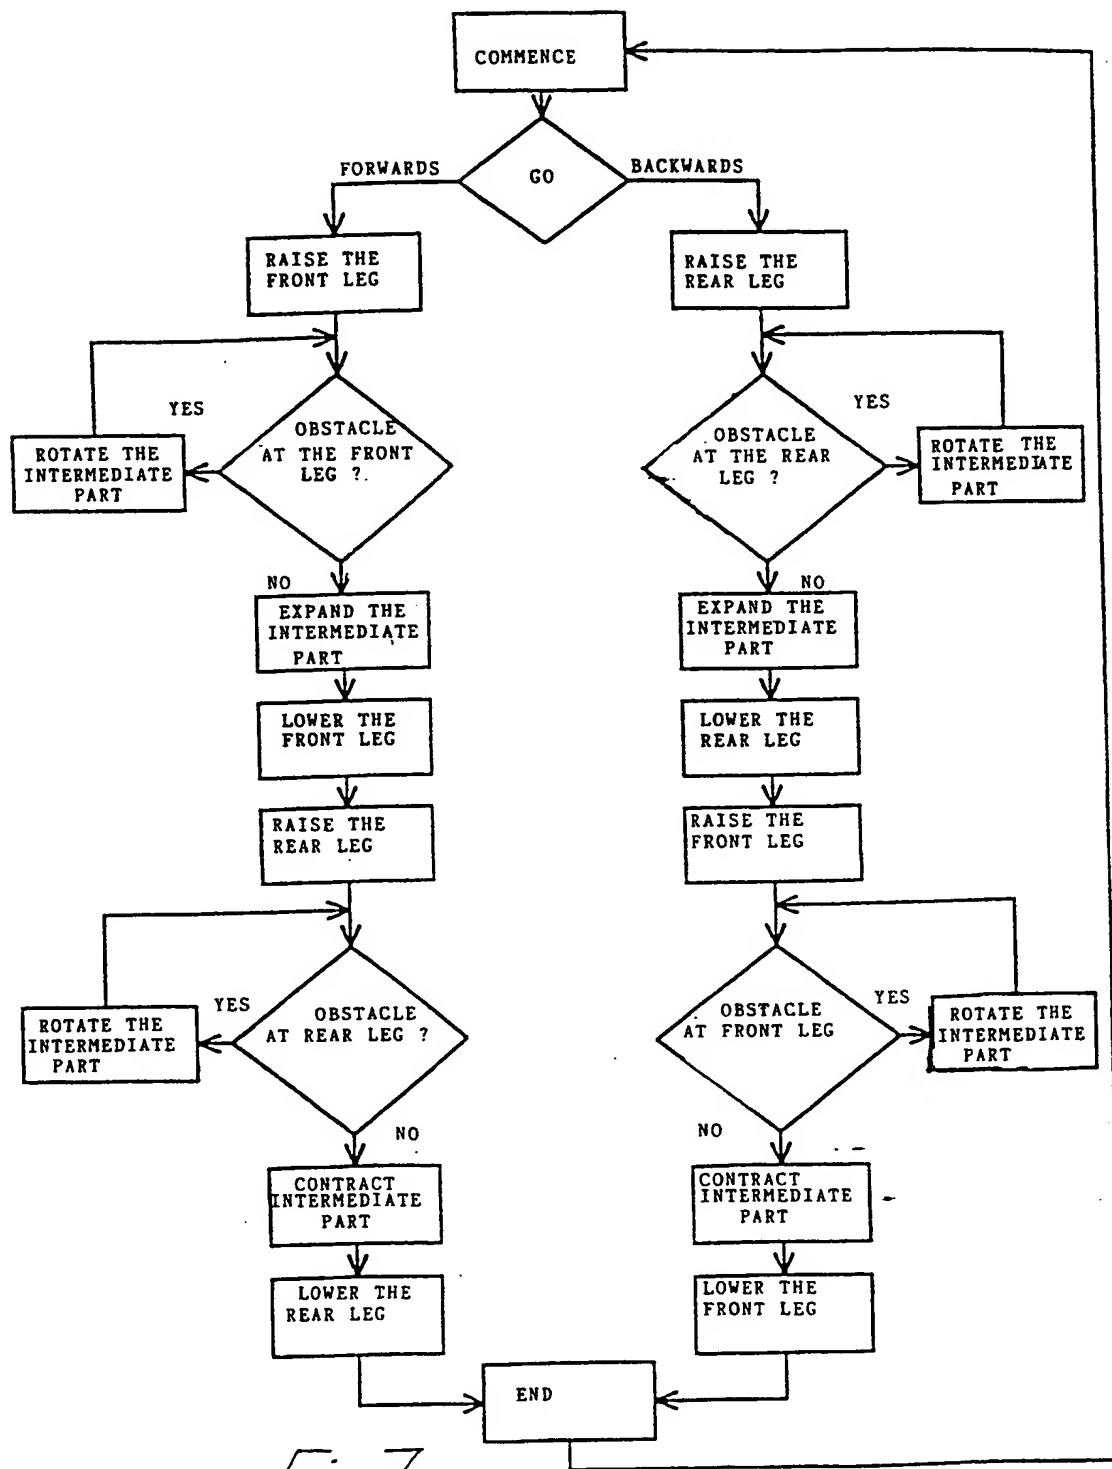 COMMENCE
GO
FORWARDS
BACKWARDS
RAISE THE
FRONT LEG
RAISE THE
REAR LEG
YES
OBSTACLE
AT THE FRONT
LEG ?
ROTATE THE
INTERMEDIATE
PART
YES
OBSTACLE
AT THE REAR
LEG ?
ROTATE THE
INTERMEDIATE
PART
NO
EXPAND THE
INTERMEDIATE
PART
NO
EXPAND THE
INTERMEDIATE
PART
LOWER THE
FRONT LEG
LOWER THE
REAR LEG
RAISE THE
REAR LEG
RAISE THE
FRONT LEG
YES
OBSTACLE
AT REAR LEG ?
ROTATE THE
INTERMEDIATE
PART
YES
OBSTACLE
AT FRONT LEG
ROTATE THE
INTERMEDIATE
PART
NO
CONTRACT
INTERMEDIATE
PART
NO
CONTRACT
INTERMEDIATE
PART
LOWER THE
REAR LEG
LOWER THE
FRONT LEG
END